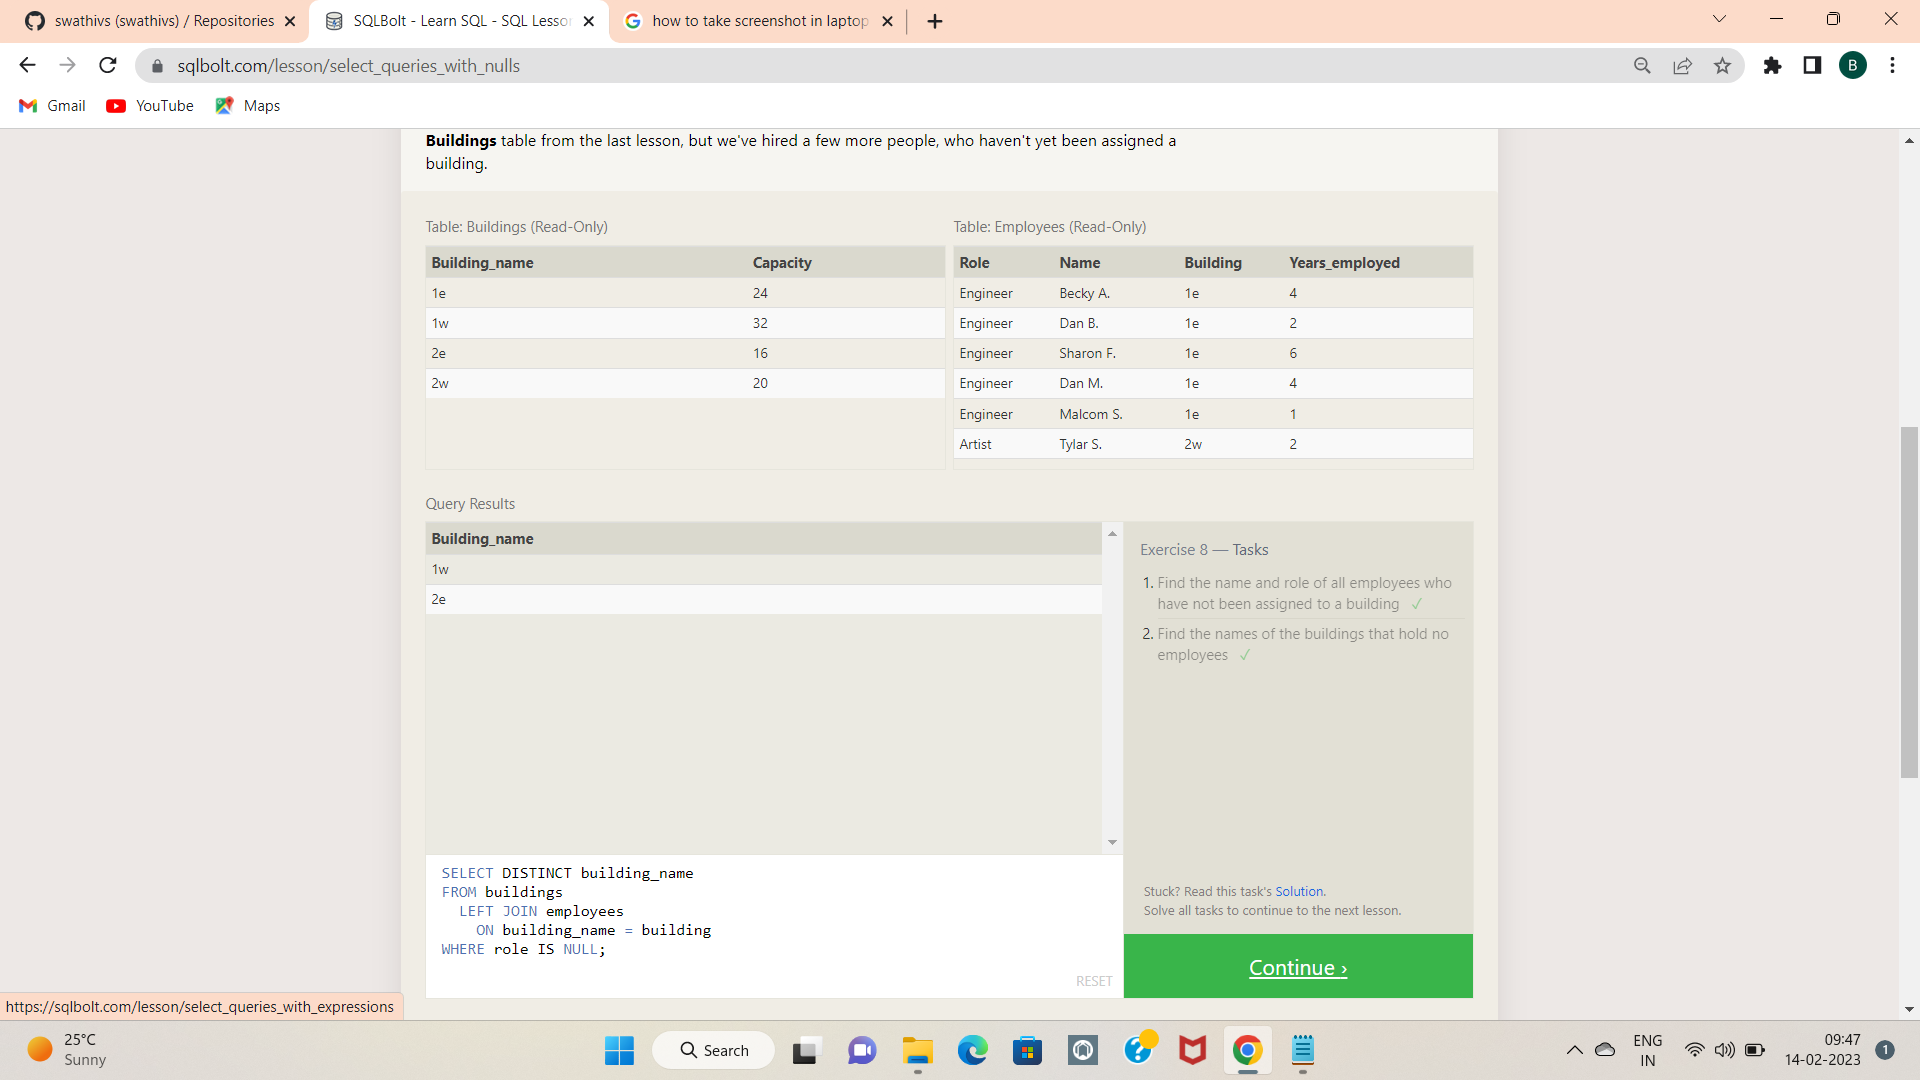 swathivs (swathivs) / Repositories
SQLBolt - Learn SQL - SQL Lesso
how to take screenshot in laptop
sqlbolt.com/lesson/select_queries_with_nulls
B
Gmail
YouTube
Maps
Buildings table from the last lesson, but we've hired a few more people, who haven't yet been assigned a
building.
Table: Buildings (Read-Only)
Building_name Capacity
1e 24
1w 32
2e 16
2w 20
Table: Employees (Read-Only)
Role Name Building Years_employed
Engineer Becky A. 1e 4
Engineer Dan B. 1e 2
Engineer Sharon F. 1e 6
Engineer Dan M. 1e 4
Engineer Malcom S. 1e 1
Artist Tylar S. 2w 2
Query Results
Building_name
1w
2e
Exercise 8 — Tasks
1. Find the name and role of all employees who
have not been assigned to a building ✓
2. Find the names of the buildings that hold no
employees ✓
SELECT DISTINCT building_name
FROM buildings
LEFT JOIN employees
ON building_name = building
WHERE role IS NULL;
RESET
Stuck? Read this task's Solution.
Solve all tasks to continue to the next lesson.
Continue ›
https://sqlbolt.com/lesson/select_queries_with_expressions
25°C
Sunny
Search
ENG
IN
09:47
14-02-2023
1